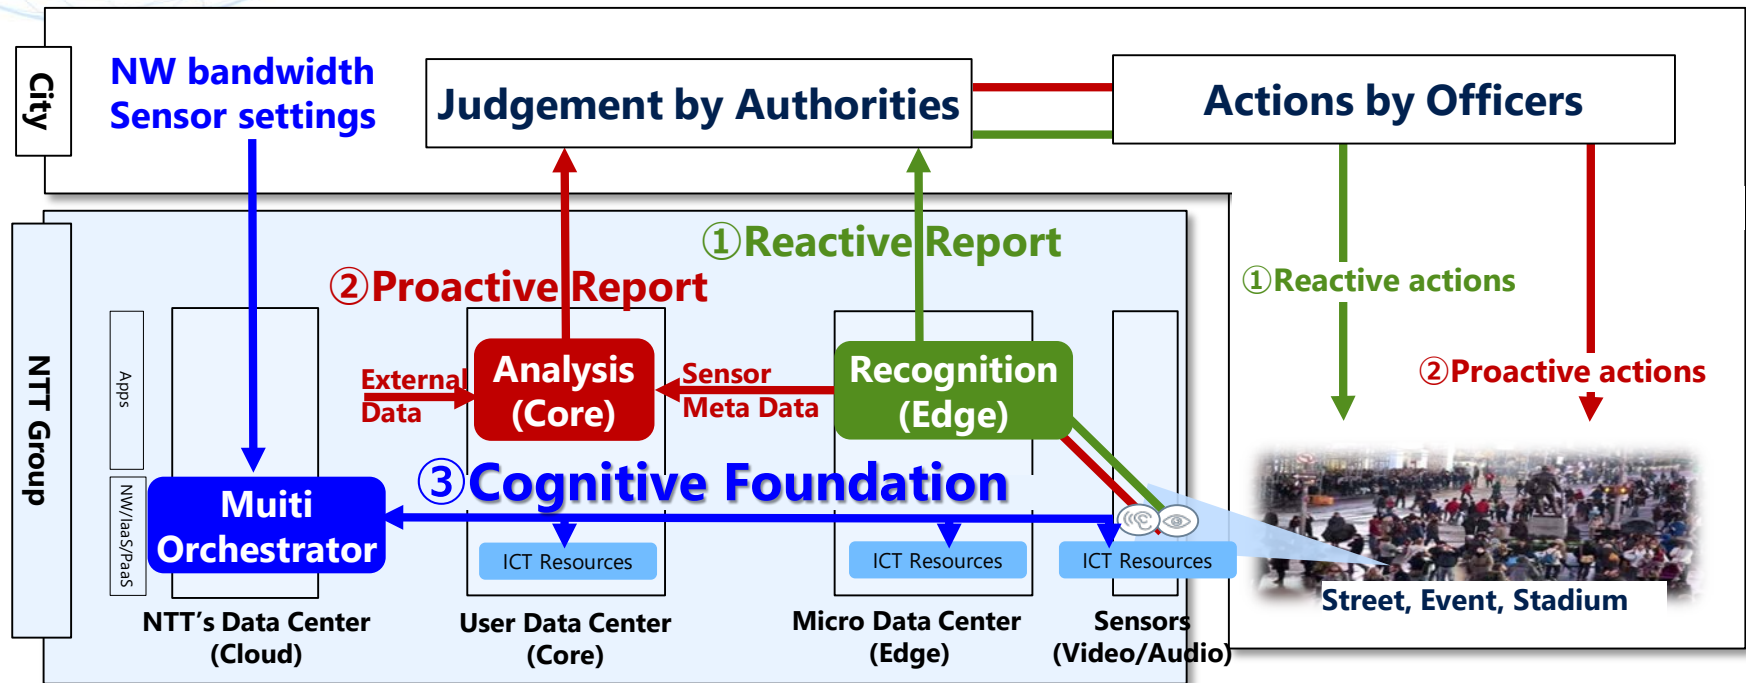 City
NW bandwidth
Sensor settings
Judgement by Authorities
Actions by Officers
①Reactive Report
②Proactive Report
①Reactive actions
②Proactive actions
NTT Group
Apps
NW/IaaS/PaaS
External
Data
Analysis
(Core)
Sensor
Meta Data
Recognition
(Edge)
③Cognitive Foundation
Muiti
Orchestrator
ICT Resources
ICT Resources
ICT Resources
Street, Event, Stadium
NTT’s Data Center
(Cloud)
User Data Center
(Core)
Micro Data Center
(Edge)
Sensors
(Video/Audio)